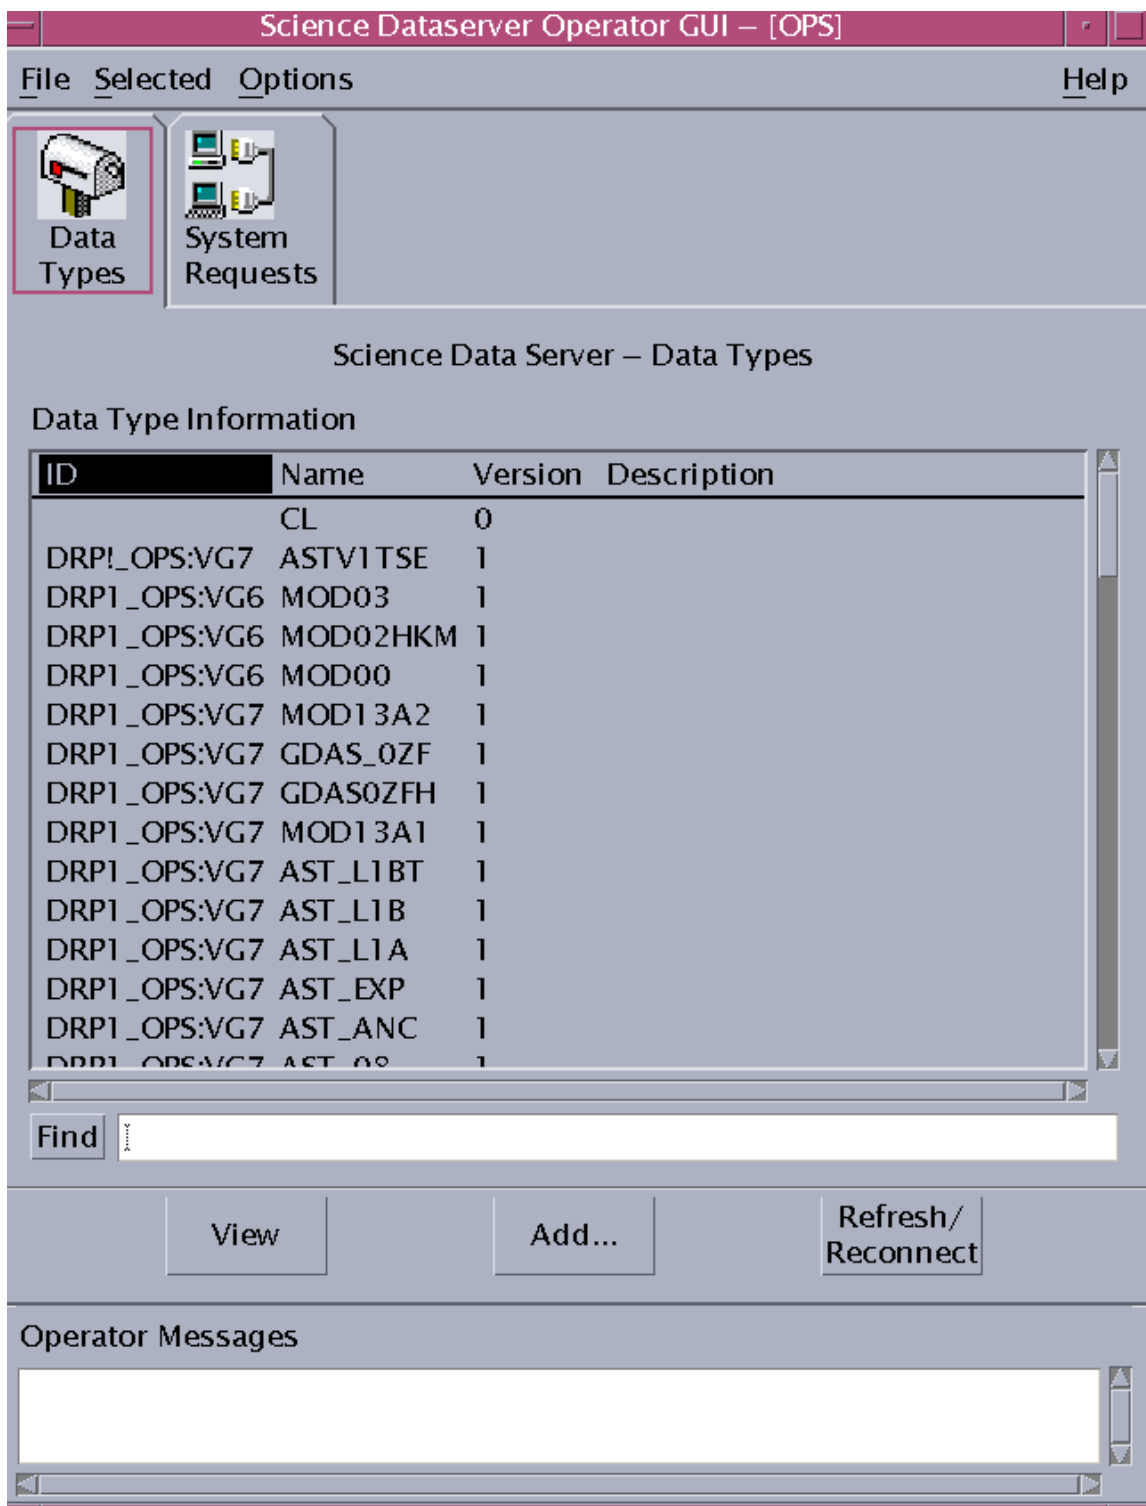 Science Dataserver Operator GUI – [OPS]
File Selected Options Help
Data Types
System Requests
Science Data Server – Data Types
Data Type Information
ID Name Version Description
CL 0
DRP!_OPS:VG7 ASTV1TSE 1
DRP1_OPS:VG6 MOD03 1
DRP1_OPS:VG6 MOD02HKM 1
DRP1_OPS:VG6 MOD00 1
DRP1_OPS:VG7 MOD13A2 1
DRP1_OPS:VG7 GDAS_0ZF 1
DRP1_OPS:VG7 GDAS0ZFH 1
DRP1_OPS:VG7 MOD13A1 1
DRP1_OPS:VG7 AST_L1BT 1
DRP1_OPS:VG7 AST_L1B 1
DRP1_OPS:VG7 AST_L1A 1
DRP1_OPS:VG7 AST_EXP 1
DRP1_OPS:VG7 AST_ANC 1
DRP1_OPS:VG7 AST_08 1
Find
View Add... Refresh/
Reconnect
Operator Messages